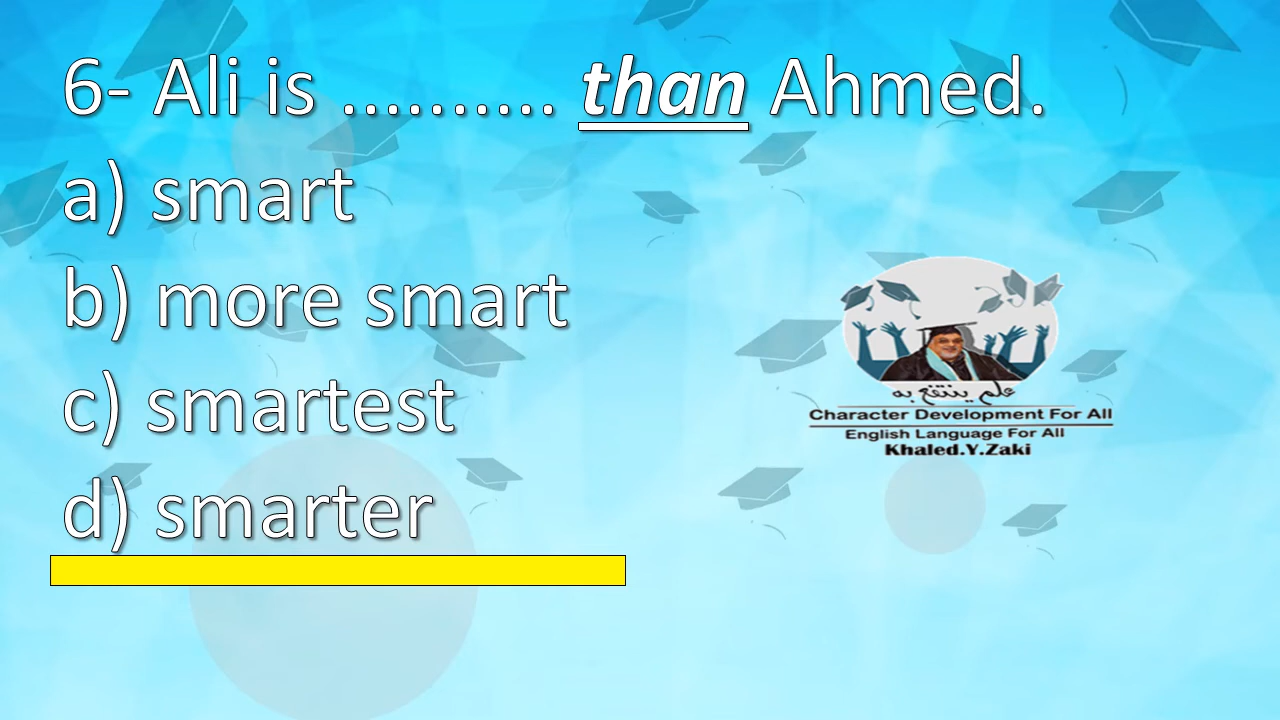 6- Ali is .......... than Ahmed.
a) smart
b) more smart
c) smartest
d) smarter
علم ينتفع به
Character Development For All
English Language For All
Khaled.Y.Zaki